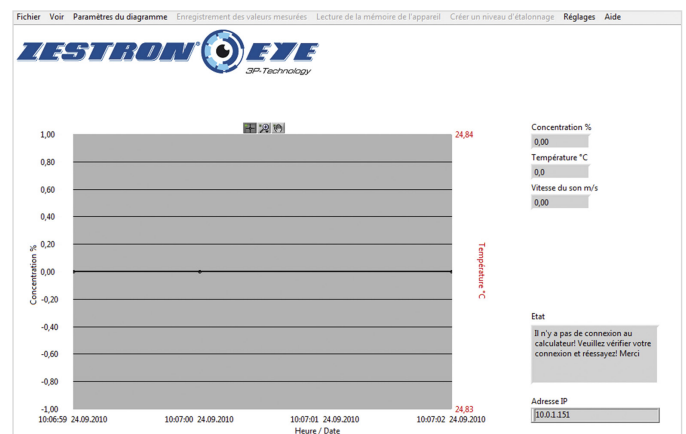 Fichier Voir Paramètres du diagramme Enregistrement des valeurs mesurées Lecture de la mémoire de l'appareil Créer un niveau d'étalonnage Réglages Aide
ZESTRON® EYE
3P-Technology
Concentration %
0,00
Température °C
0,0
Vitesse du son m/s
0,00
1,00
0,80
0,60
0,40
0,20
0,00
-0,20
-0,40
-0,60
-0,80
-1,00
Concentration %
24,84
24,83
Température °C
10:06:59 24.09.2010 10:07:00 24.09.2010 10:07:01 24.09.2010 10:07:02 24.09.2010
Heure / Date
Etat
Il n'y a pas de connexion au
calculateur! Veuillez vérifier votre
connexion et réessayez! Merci
Adresse IP
10.0.1.151